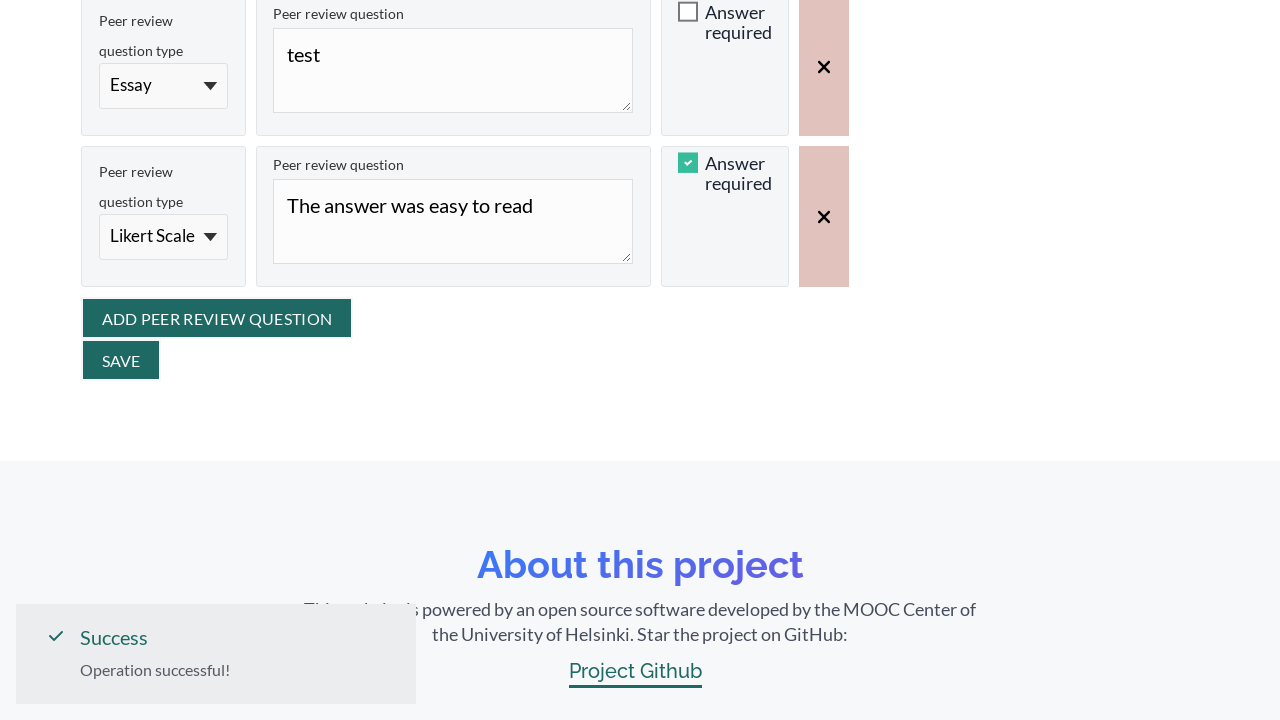 Peer review
question type
Essay
Peer review question
test
Answer
required
Peer review
question type
Likert Scale
Peer review question
The answer was easy to read
Answer
required
ADD PEER REVIEW QUESTION
SAVE
About this project
powered by an open source software developed by the MOOC Center of
the University of Helsinki. Star the project on GitHub:
Project Github
Success
Operation successful!